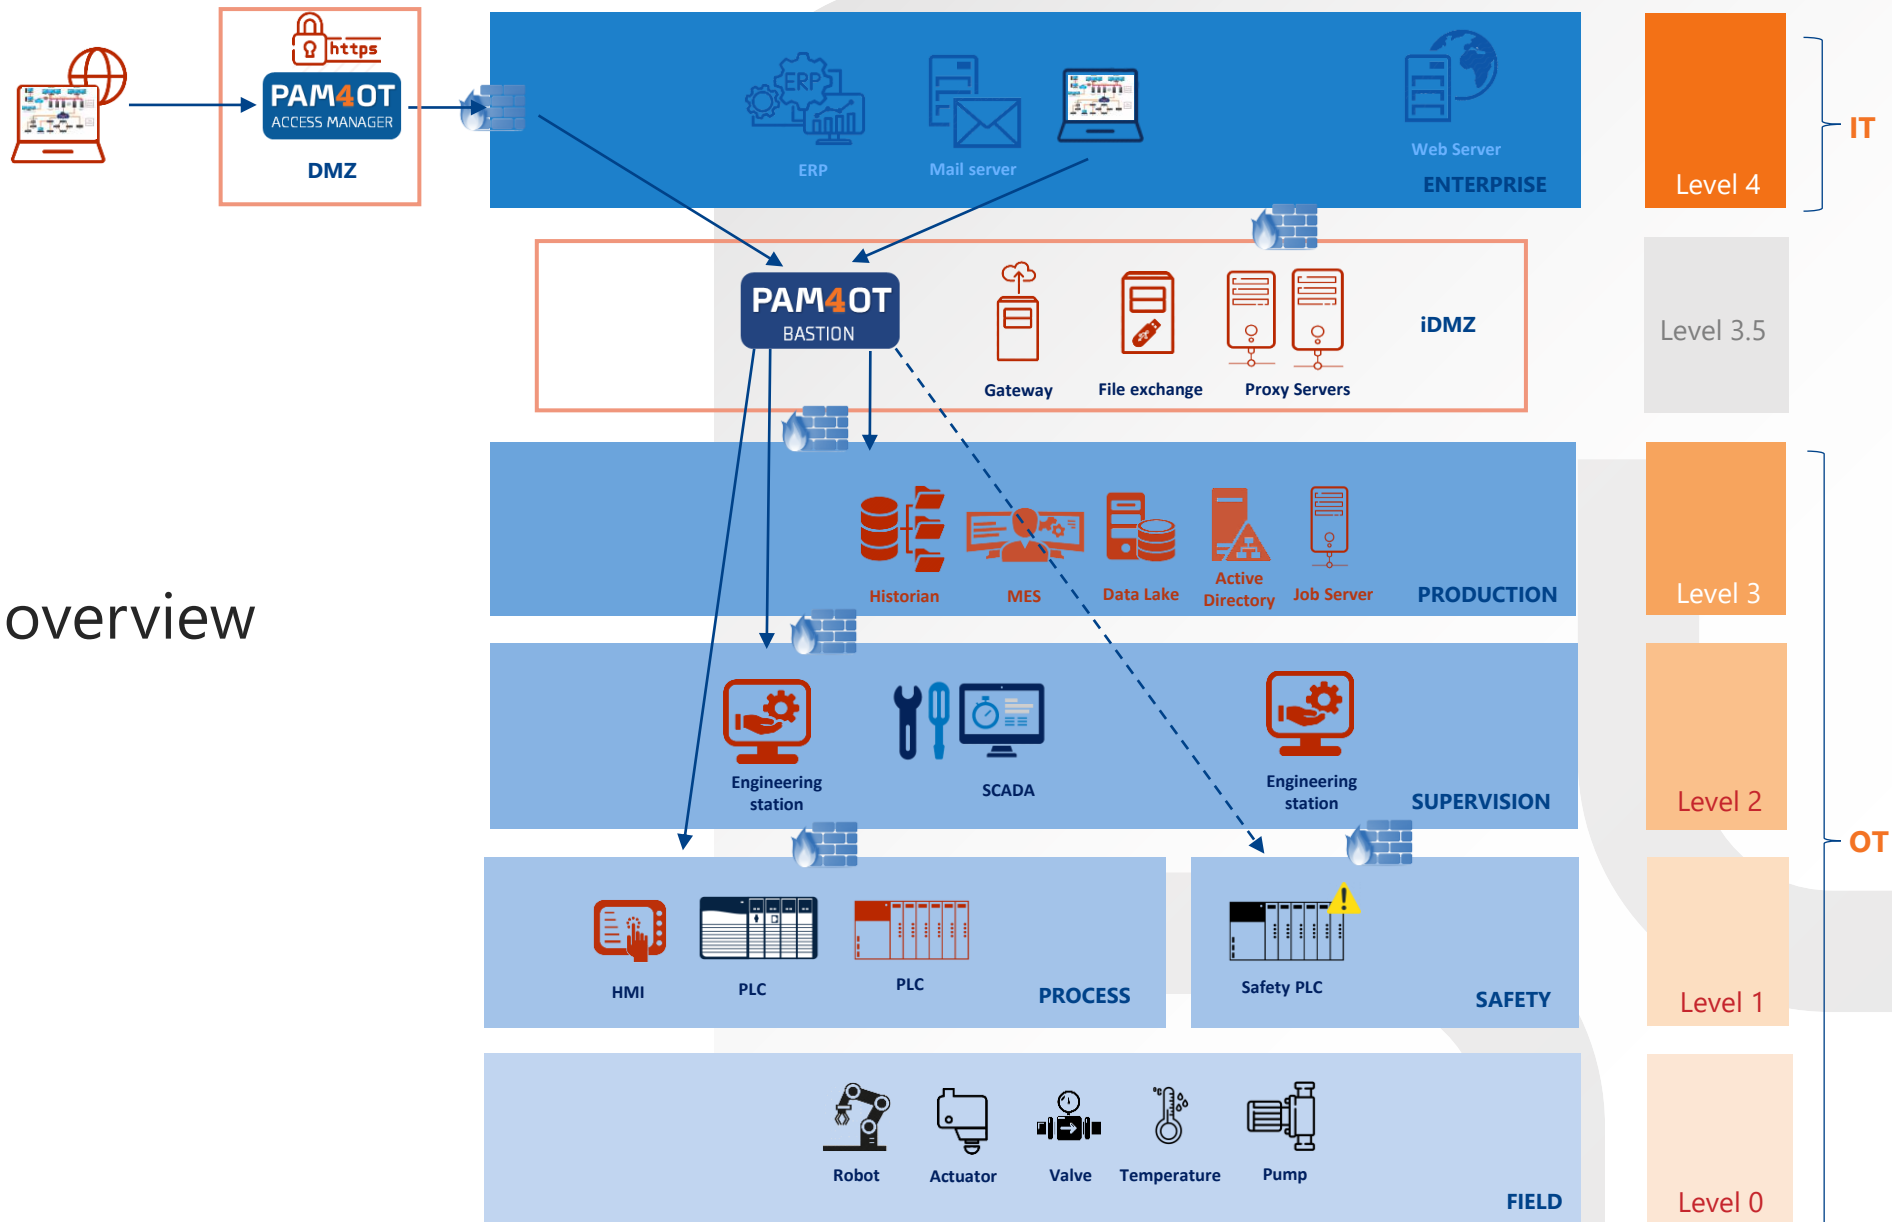 https
PAM4OT
ACCESS MANAGER
DMZ
ERP
ERP
Mail server
Web Server
ENTERPRISE
Level 4
IT
PAM4OT
BASTION
Gateway
File exchange
Proxy Servers
iDMZ
Level 3.5
Historian
MES
Data Lake
Active
Directory
Job Server
PRODUCTION
Level 3
overview
Engineering
station
SCADA
Engineering
station
SUPERVISION
Level 2
OT
HMI
PLC
PLC
PROCESS
Safety PLC
SAFETY
Level 1
°C
Robot
Actuator
Valve
Temperature
Pump
FIELD
Level 0